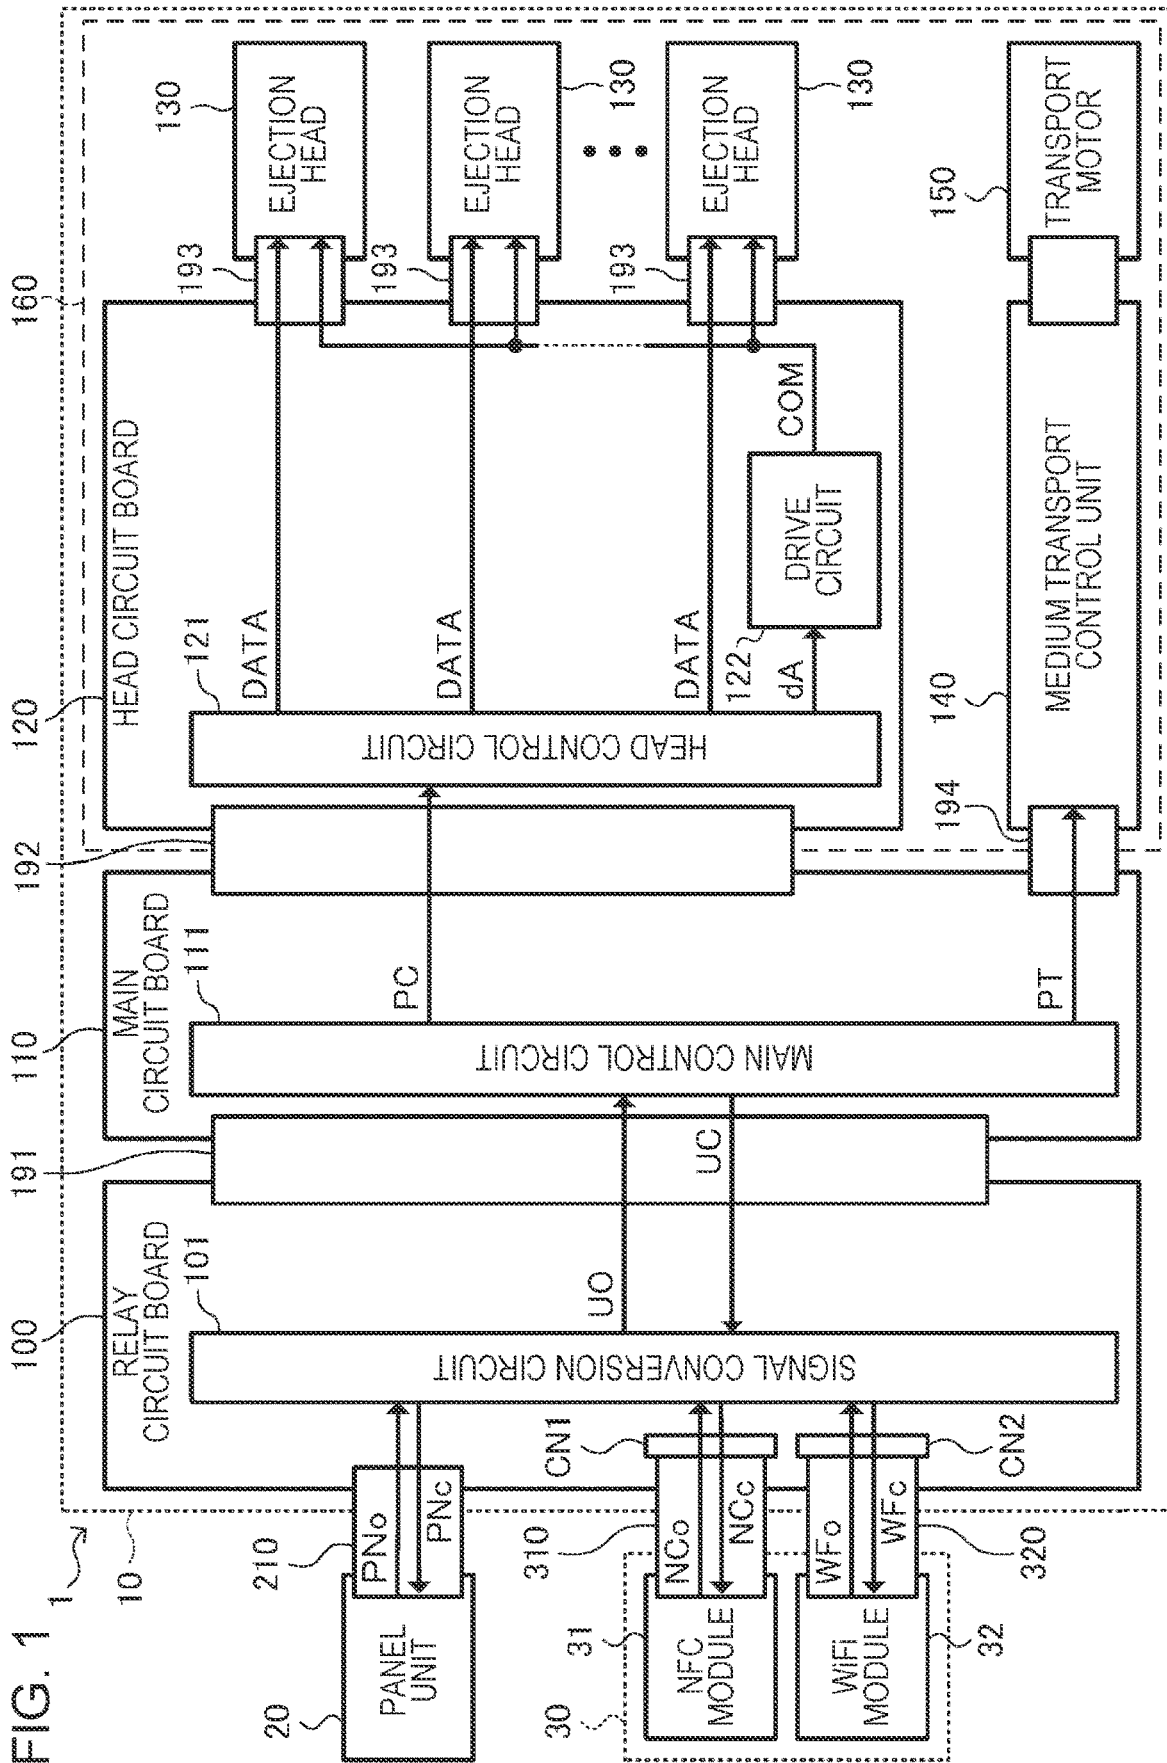 FIG. 1
1
10
160
100
RELAY
CIRCUIT BOARD
101
SIGNAL CONVERSION CIRCUIT
191
110
MAIN
CIRCUIT BOARD
111
MAIN CONTROL CIRCUIT
192
120
HEAD CIRCUIT BOARD
121
HEAD CONTROL CIRCUIT
DATA
193
EJECTION
HEAD
130
DATA
193
EJECTION
HEAD
130
DATA
193
EJECTION
HEAD
130
122
dA
DRIVE
CIRCUIT
COM
20
PANEL
UNIT
210
PNo
PNc
UO
UC
PC
PT
30
31
NFC
MODULE
310
NCo
NCc
CN1
WiFi
MODULE
32
WFo
WFc
320
CN2
194
140
MEDIUM TRANSPORT
CONTROL UNIT
150
TRANSPORT
MOTOR